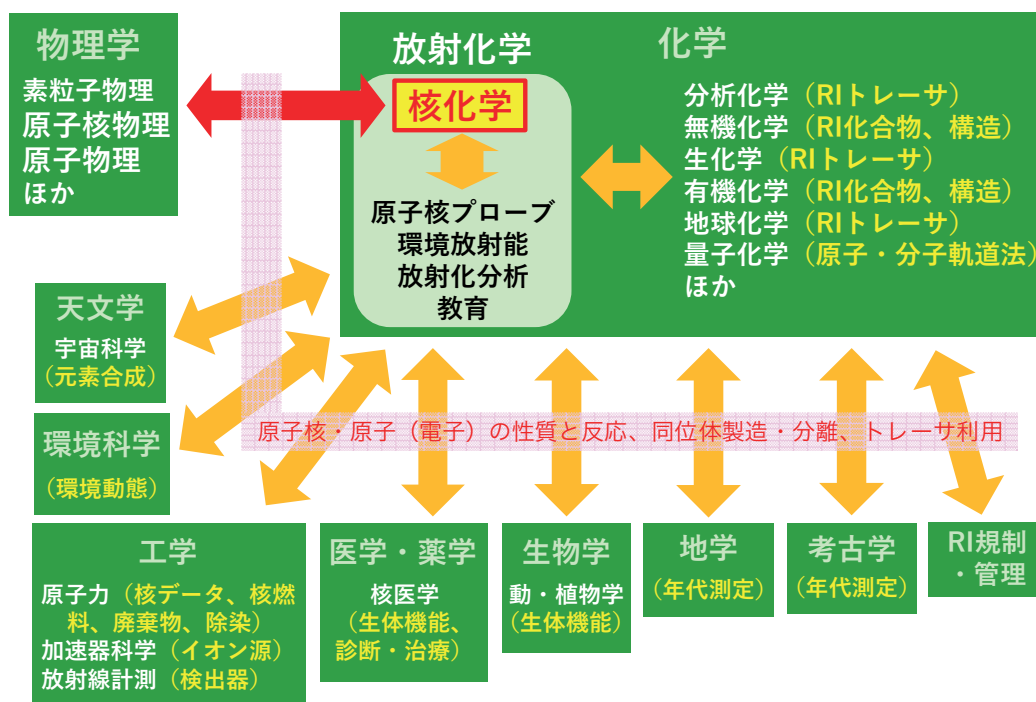 物理学
素粒子物理
原子核物理
原子物理
ほか
放射化学
核化学
原子核プローブ
環境放射能
放射化分析
教育
化学
分析化学（RIトレーサ）
無機化学（RI化合物、構造）
生化学（RIトレーサ）
有機化学（RI化合物、構造）
地球化学（RIトレーサ）
量子化学（原子・分子軌道法）
ほか
天文学
宇宙科学
（元素合成）
環境科学
（環境動態）
原子核・原子（電子）の性質と反応、同位体製造・分離、トレーサ利用
工学
原子力（核データ、核燃
料、廃棄物、除染）
加速器科学（イオン源）
放射線計測（検出器）
医学・薬学
核医学
（生体機能、
診断・治療）
生物学
動・植物学
（生体機能）
地学
（年代測定）
考古学
（年代測定）
RI規制
・管理